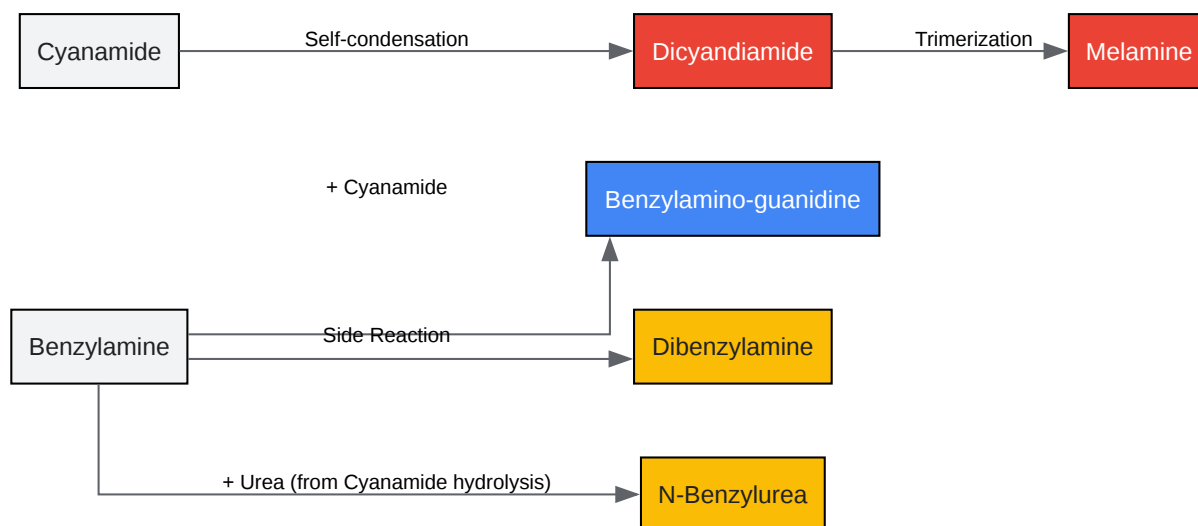 Cyanamide
Self-condensation
Dicyandiamide
Trimerization
Melamine
+ Cyanamide
Benzylamino-guanidine
Benzylamine
Side Reaction
Dibenzylamine
+ Urea (from Cyanamide hydrolysis)
N-Benzylurea